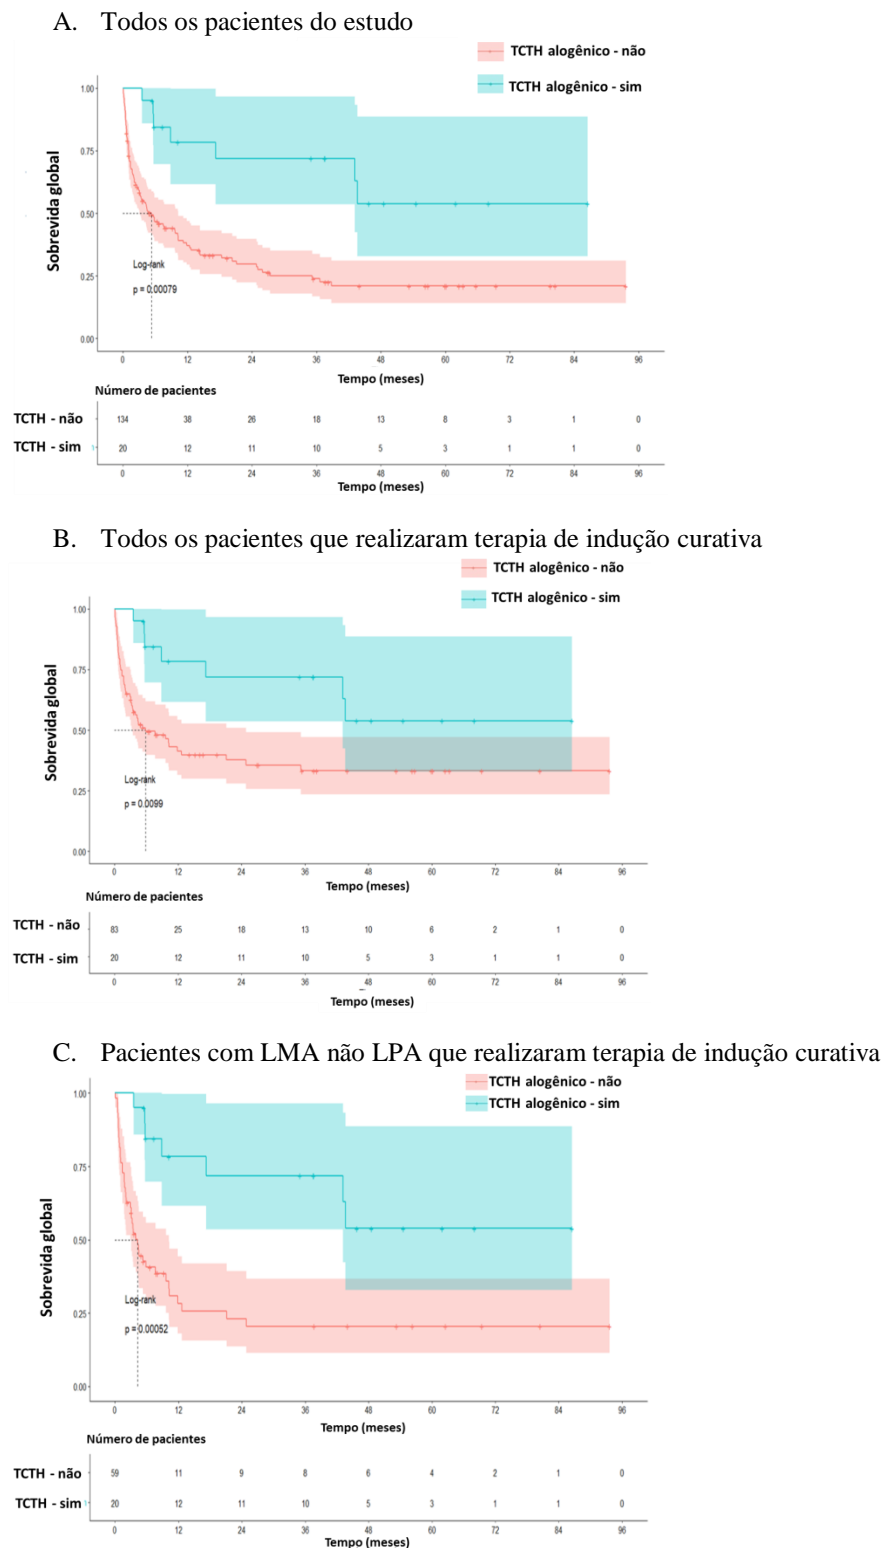 A. Todos os pacientes do estudo
TCTH alogênico - não
TCTH alogênico - sim
1.00
0.75
0.50
0.25
0.00
Sobrevida global
Log-rank
p = 0.00079
0 12 24 36 48 60 72 84 96
Tempo (meses)
Número de pacientes
TCTH - não 134 38 26 18 13 8 3 1 0
TCTH - sim 20 12 11 10 5 3 1 1 0
0 12 24 36 48 60 72 84 96
Tempo (meses)
B. Todos os pacientes que realizaram terapia de indução curativa
TCTH alogênico - não
TCTH alogênico - sim
1.00
0.75
0.50
0.25
0.00
Sobrevida global
Log-rank
p = 0.0099
0 12 24 36 48 60 72 84 96
Tempo (meses)
Número de pacientes
TCTH - não 83 25 18 13 10 6 2 1 0
TCTH - sim 20 12 11 10 5 3 1 1 0
0 12 24 36 48 60 72 84 96
Tempo (meses)
C. Pacientes com LMA não LPA que realizaram terapia de indução curativa
TCTH alogênico - não
TCTH alogênico - sim
1.00
0.75
0.50
0.25
0.00
Sobrevida global
Log-rank
p = 0.00052
0 12 24 36 48 60 72 84 96
Tempo (meses)
Número de pacientes
TCTH - não 59 11 9 8 6 4 2 1 0
TCTH - sim 20 12 11 10 5 3 1 1 0
0 12 24 36 48 60 72 84 96
Tempo (meses)